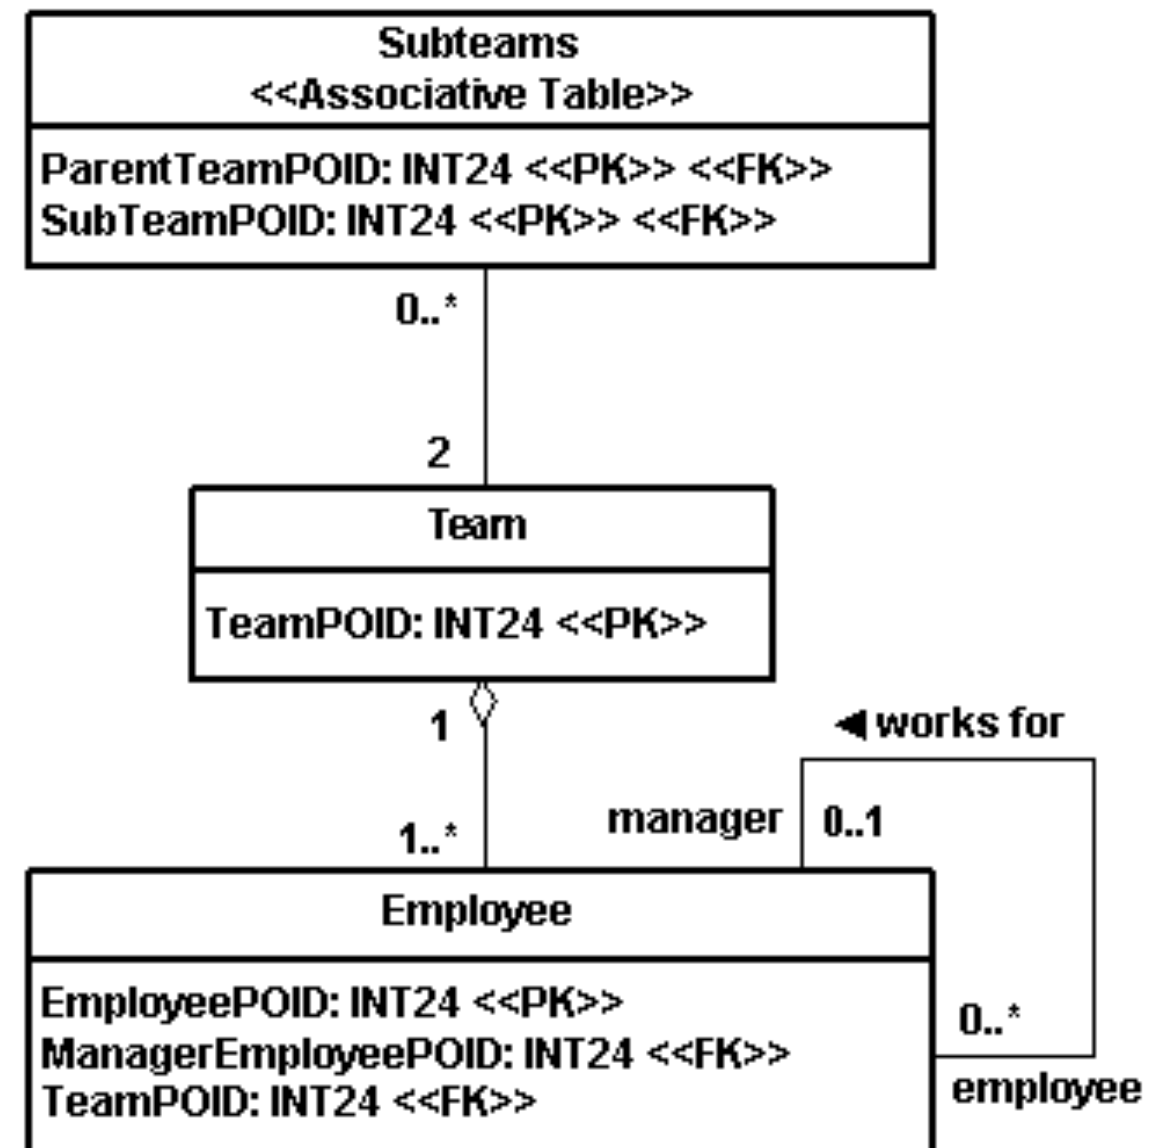 Subteams
<<Associative Table>>
ParentTeamPOID: INT24 <<PK>> <<FK>>
SubTeamPOID: INT24 <<PK>> <<FK>>
0..*
2
Team
TeamPOID: INT24 <<PK>>
1
◄ works for
manager
0..1
1..*
Employee
EmployeePOID: INT24 <<PK>>
ManagerEmployeePOID: INT24 <<FK>>
TeamPOID: INT24 <<FK>>
0..*
employee